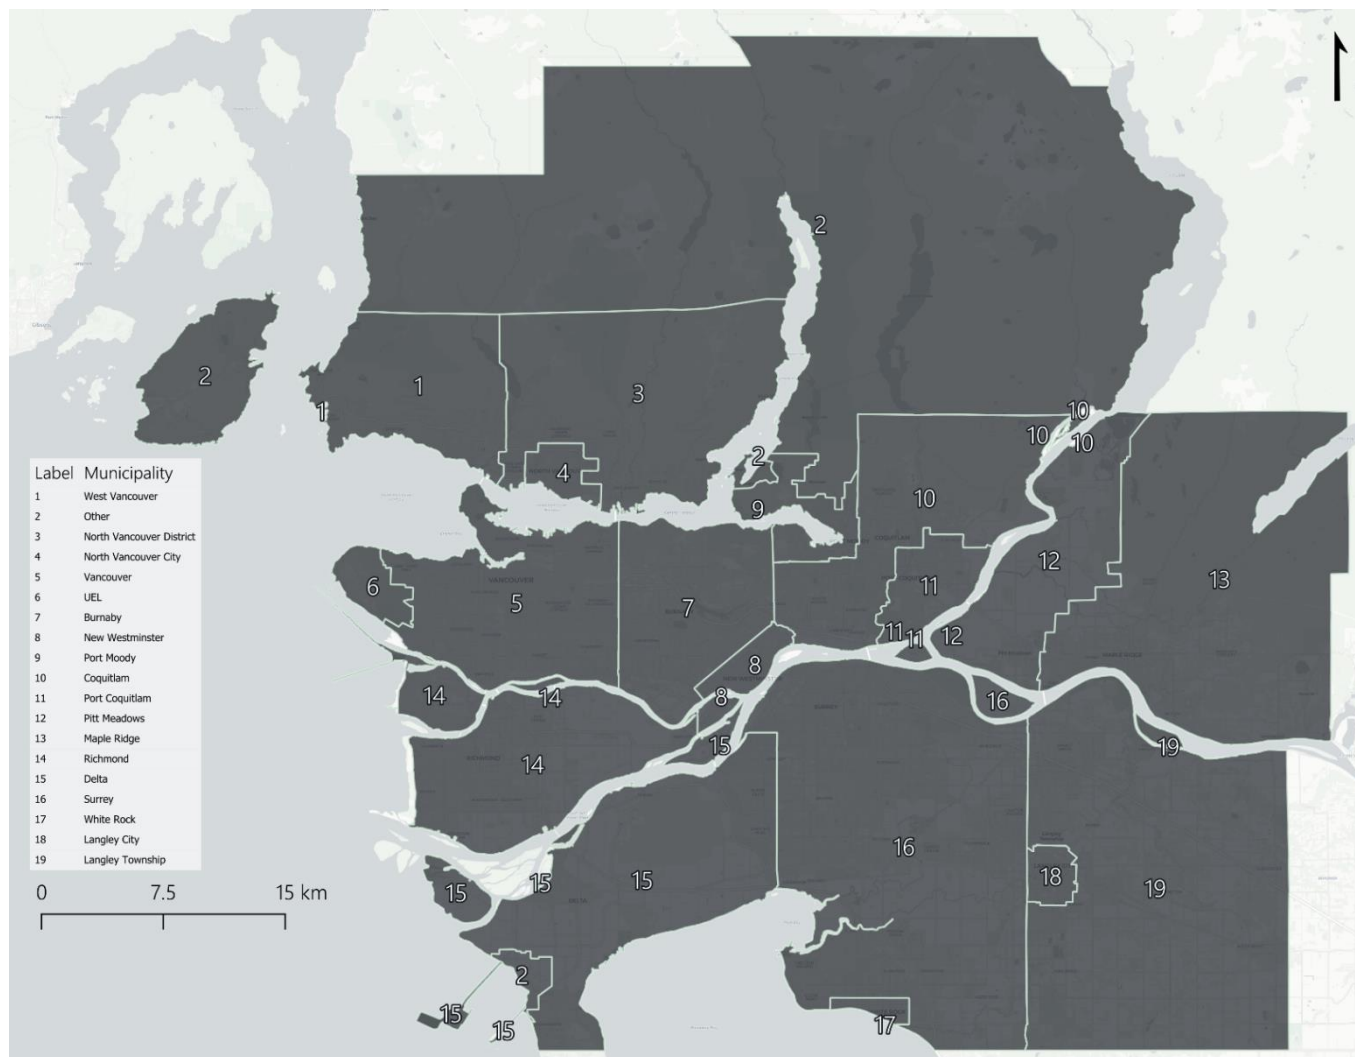 2
2
1
1
3
10
10
10
4
2
9
10
12
11
13
6
5
7
11
11
12
8
14
14
8
16
15
19
14
16
18
19
15
15
15
2
15
15
17
Label Municipality
1 West Vancouver
2 Other
3 North Vancouver District
4 North Vancouver City
5 Vancouver
6 UEL
7 Burnaby
8 New Westminster
9 Port Moody
10 Coquitlam
11 Port Coquitlam
12 Pitt Meadows
13 Maple Ridge
14 Richmond
15 Delta
16 Surrey
17 White Rock
18 Langley City
19 Langley Township
0 7.5 15 km
VANCOUVER
COQUITLAM
DELTA